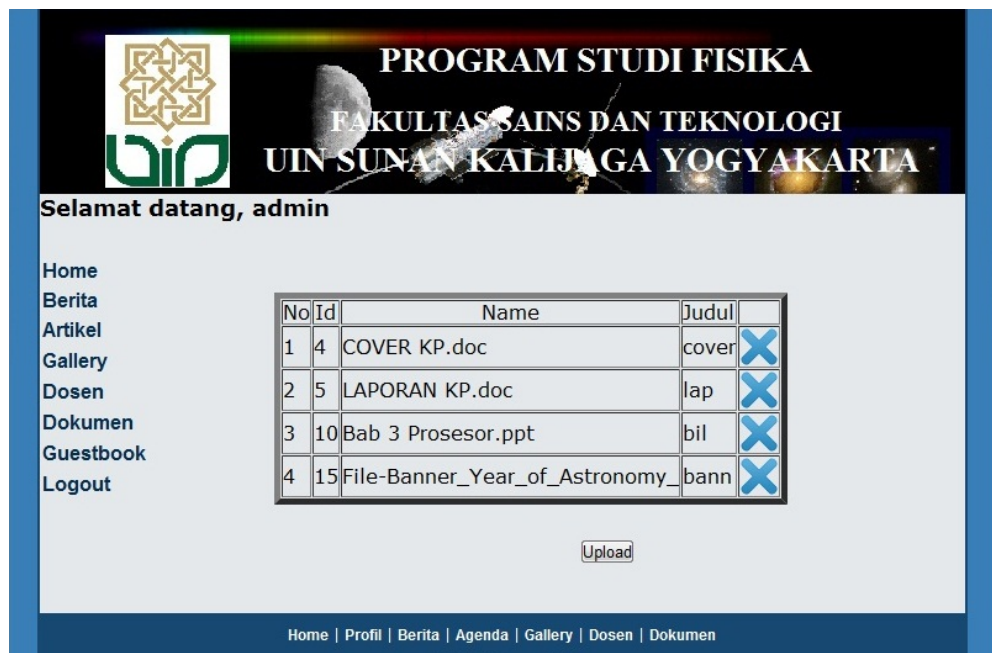 PROGRAM STUDI FISIKA
FAKULTAS SAINS DAN TEKNOLOGI
UIN SUNAN KALIJAGA YOGYAKARTA
uin
Selamat datang, admin
Home
Berita
Artikel
Gallery
Dosen
Dokumen
Guestbook
Logout
No Id Name Judul
1 4 COVER KP.doc cover
2 5 LAPORAN KP.doc lap
3 10 Bab 3 Prosesor.ppt bil
4 15 File-Banner_Year_of_Astronomy_ bann
Upload
Home | Profil | Berita | Agenda | Gallery | Dosen | Dokumen